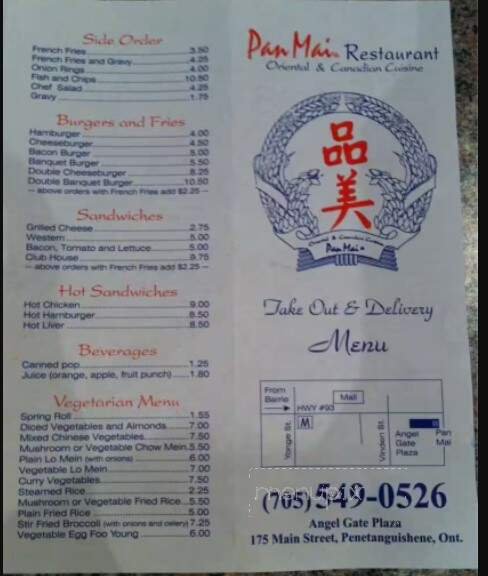 Side Order
French Fries 3.50
French Fries and Gravy 4.25
Onion Rings 4.00
Fish and Chips 10.50
Chef Salad 4.25
Gravy 1.75
Burgers and Fries
Hamburger 4.00
Cheeseburger 4.50
Bacon Burger 5.00
Banquet Burger 5.50
Double Cheeseburger 8.25
Double Banquet Burger 10.50
— above orders with French Fries add $2.25 —
Sandwiches
Grilled Cheese 2.75
Western 5.00
Bacon, Tomato and Lettuce 5.00
Club House 9.75
— above orders with French Fries add $2.25 —
Hot Sandwiches
Hot Chicken 9.00
Hot Hamburger 8.50
Hot Liver 8.50
Beverages
Canned pop 1.25
Juice (orange, apple, fruit punch) 1.80
Vegetarian Menu
Spring Roll 1.55
Diced Vegetables and Almonds 7.00
Mixed Chinese Vegetables 7.50
Mushroom or Vegetable Chow Mein 5.50
Plain Lo Mein (with onions) 6.00
Vegetable Lo Mein 7.00
Curry Vegetables 7.50
Steamed Rice 2.25
Mushroom or Vegetable Fried Rice 5.50
Plain Fried Rice 5.00
Stir Fried Broccoli (with onions and celery) 7.25
Vegetable Egg Foo Young 6.00
Pan Mai Restaurant
Oriental & Canadian Cuisine
品
美
Oriental & Canadian Cuisine
Pan Mai
Take Out & Delivery
Menu
From
Barrie
HWY #93
Mall
M
Yonge St.
Vinden St.
Angel
Gate
Plaza
Pan
Mai
menupix
(705) 549-0526
Angel Gate Plaza
175 Main Street, Penetanguishene, Ont.